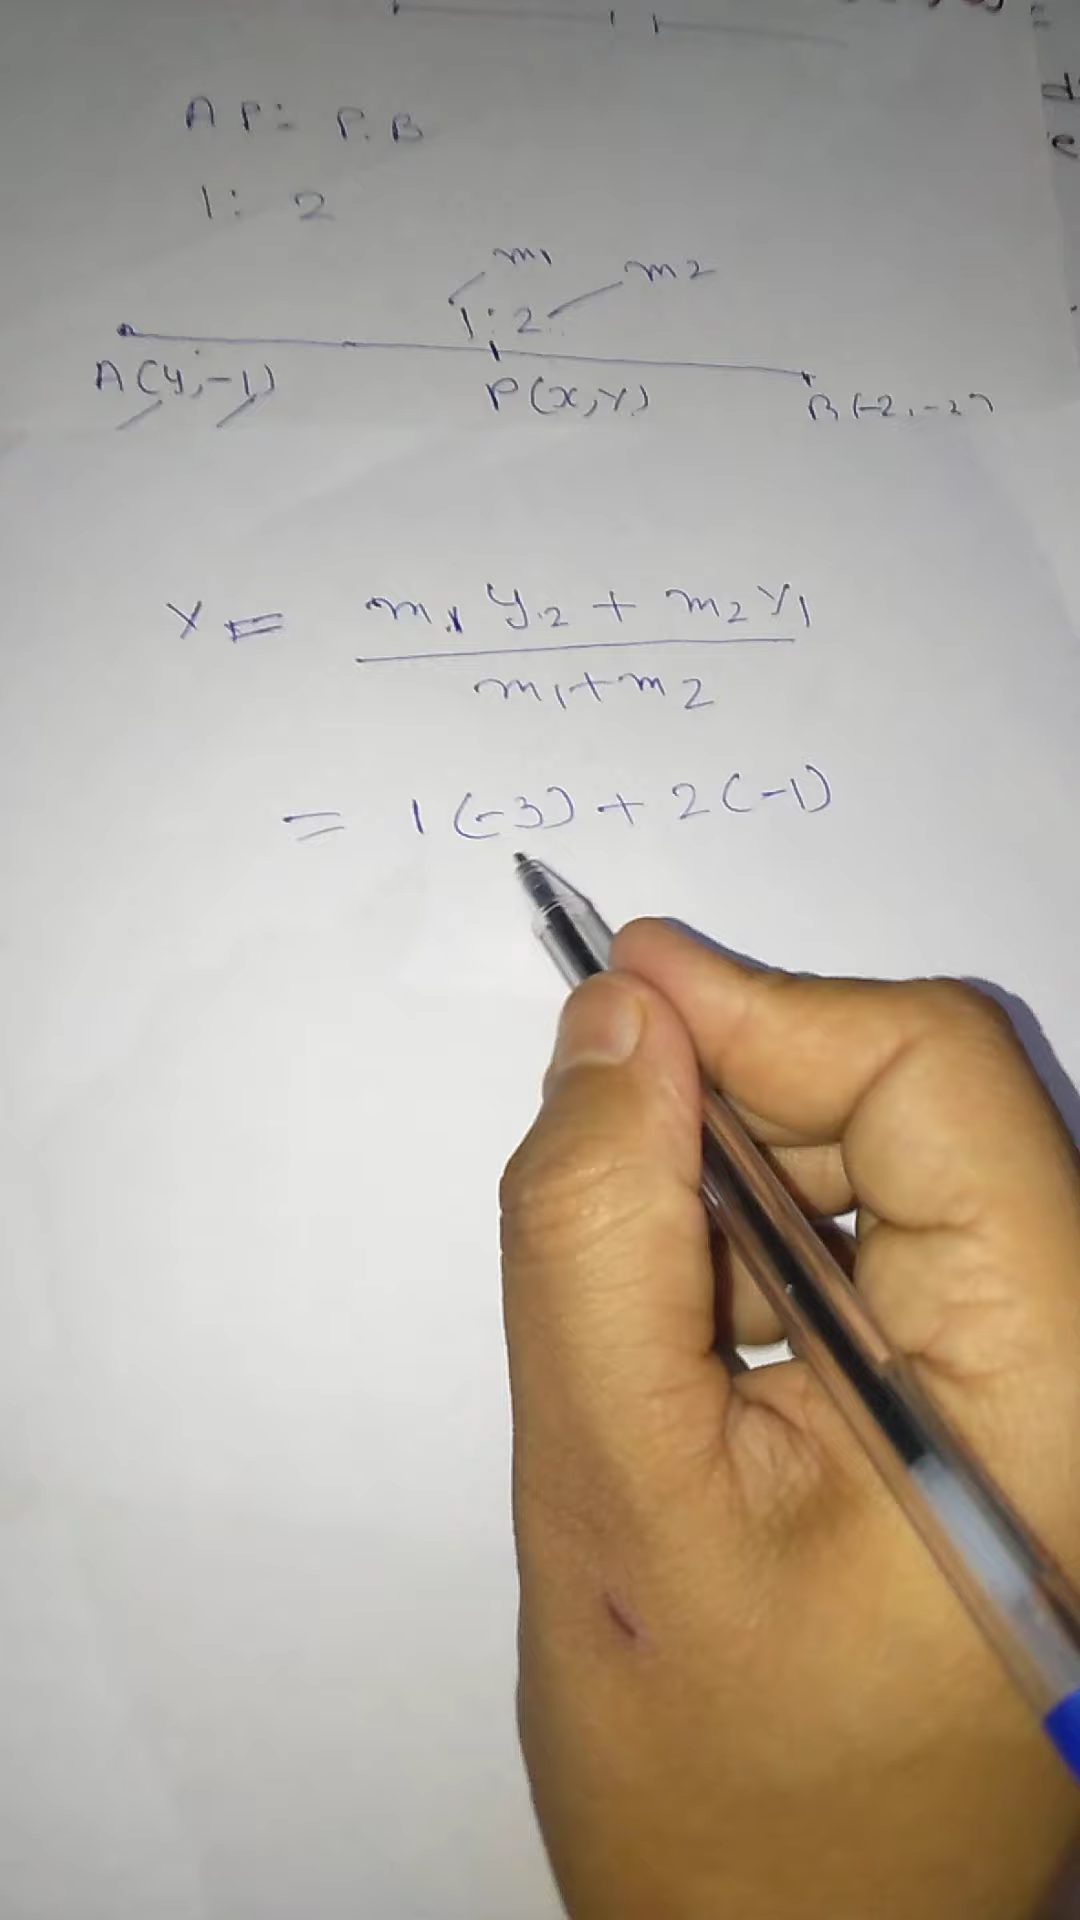 AP: P.B
1: 2
m1 m2
1:2
A(4,-1) P(x,y) B(-2,-3)
Y = m1 y2 + m2 y1
m1+m2
= 1(-3) + 2(-1)